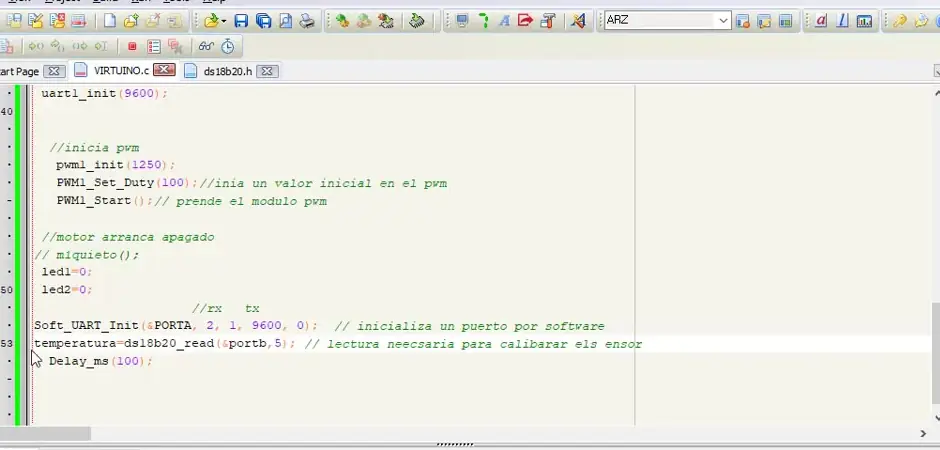 Project
ARZ
art Page
VIRTUINO.c
ds18b20.h
uart1_init(9600);
40
//inicia pwm
pwm1_init(1250);
PWM1_Set_Duty(100);//inia un valor inicial en el pwm
PWM1_Start();// prende el modulo pwm
//motor arranca apagado
// m1quieto();
led1=0;
50 led2=0;
//rx tx
Soft_UART_Init(&PORTA, 2, 1, 9600, 0); // inicializa un puerto por software
53 temperatura=ds18b20_read(&portb,5); // lectura neecsaria para calibarar els ensor
Delay_ms(100);